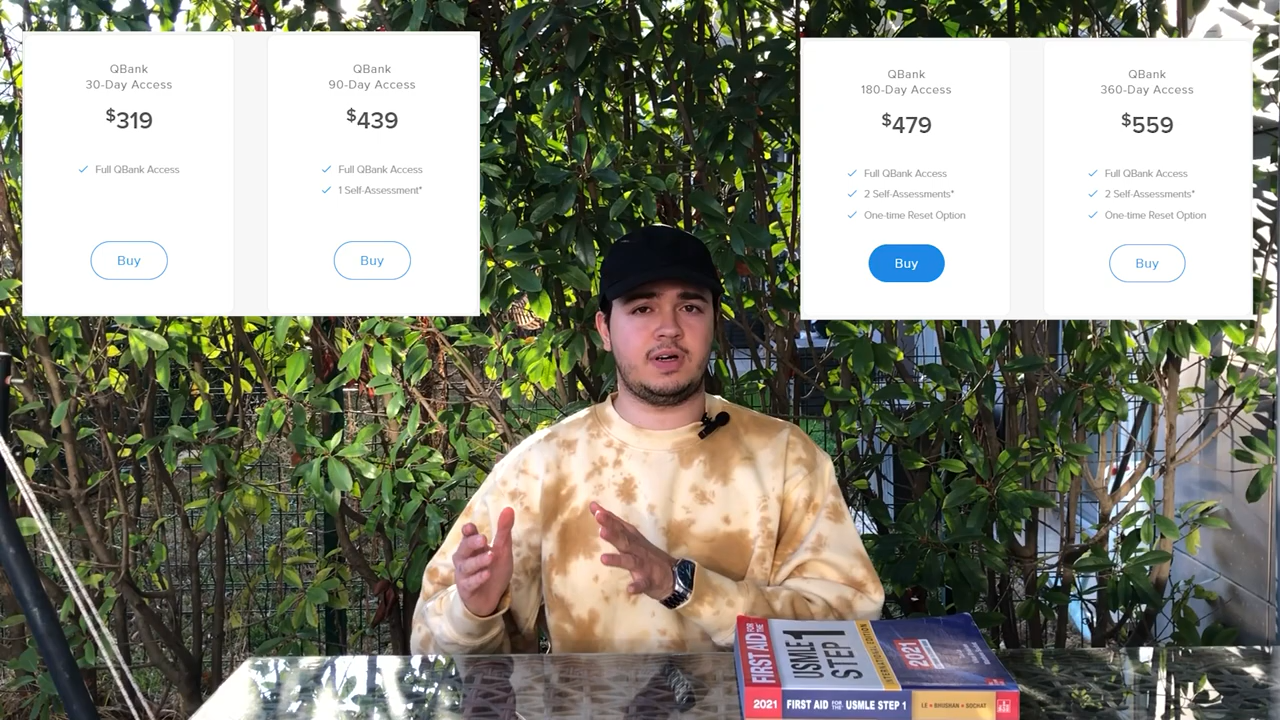 QBank
30-Day Access
$319
Full QBank Access
Buy
QBank
90-Day Access
$439
Full QBank Access
1 Self-Assessment*
Buy
QBank
180-Day Access
$479
Full QBank Access
2 Self-Assessments*
One-time Reset Option
Buy
QBank
360-Day Access
$559
Full QBank Access
2 Self-Assessments*
One-time Reset Option
Buy
FIRST AID FOR THE
USMLE
STEP 1
INTERNATIONAL EDITION
2021
2021 FIRST AID FOR THE USMLE STEP 1 LE • BHUSHAN • SOCHAT